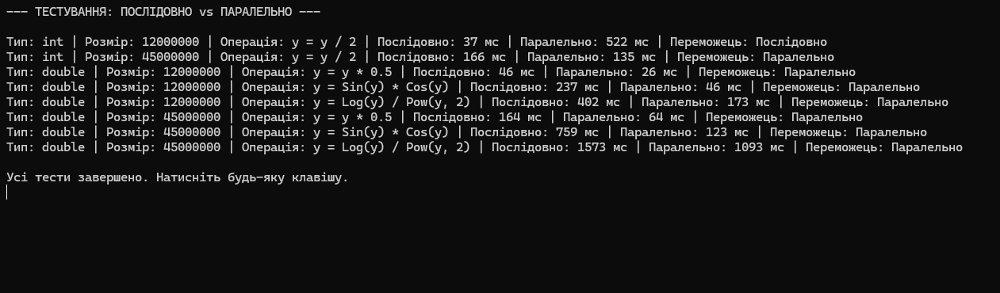 --- ТЕСТУВАННЯ: ПОСЛІДОВНО vs ПАРАЛЕЛЬНО ---
Тип: int | Розмір: 12000000 | Операція: y = y / 2 | Послідовно: 37 мс | Паралельно: 522 мс | Переможець: Послідовно
Тип: int | Розмір: 45000000 | Операція: y = y / 2 | Послідовно: 166 мс | Паралельно: 135 мс | Переможець: Паралельно
Тип: double | Розмір: 12000000 | Операція: y = y * 0.5 | Послідовно: 46 мс | Паралельно: 26 мс | Переможець: Паралельно
Тип: double | Розмір: 12000000 | Операція: y = Sin(y) * Cos(y) | Послідовно: 237 мс | Паралельно: 46 мс | Переможець: Паралельно
Тип: double | Розмір: 12000000 | Операція: y = Log(y) / Pow(y, 2) | Послідовно: 402 мс | Паралельно: 173 мс | Переможець: Паралельно
Тип: double | Розмір: 45000000 | Операція: y = y * 0.5 | Послідовно: 164 мс | Паралельно: 64 мс | Переможець: Паралельно
Тип: double | Розмір: 45000000 | Операція: y = Sin(y) * Cos(y) | Послідовно: 759 мс | Паралельно: 123 мс | Переможець: Паралельно
Тип: double | Розмір: 45000000 | Операція: y = Log(y) / Pow(y, 2) | Послідовно: 1573 мс | Паралельно: 1093 мс | Переможець: Паралельно
Усі тести завершено. Натисніть будь-яку клавішу.